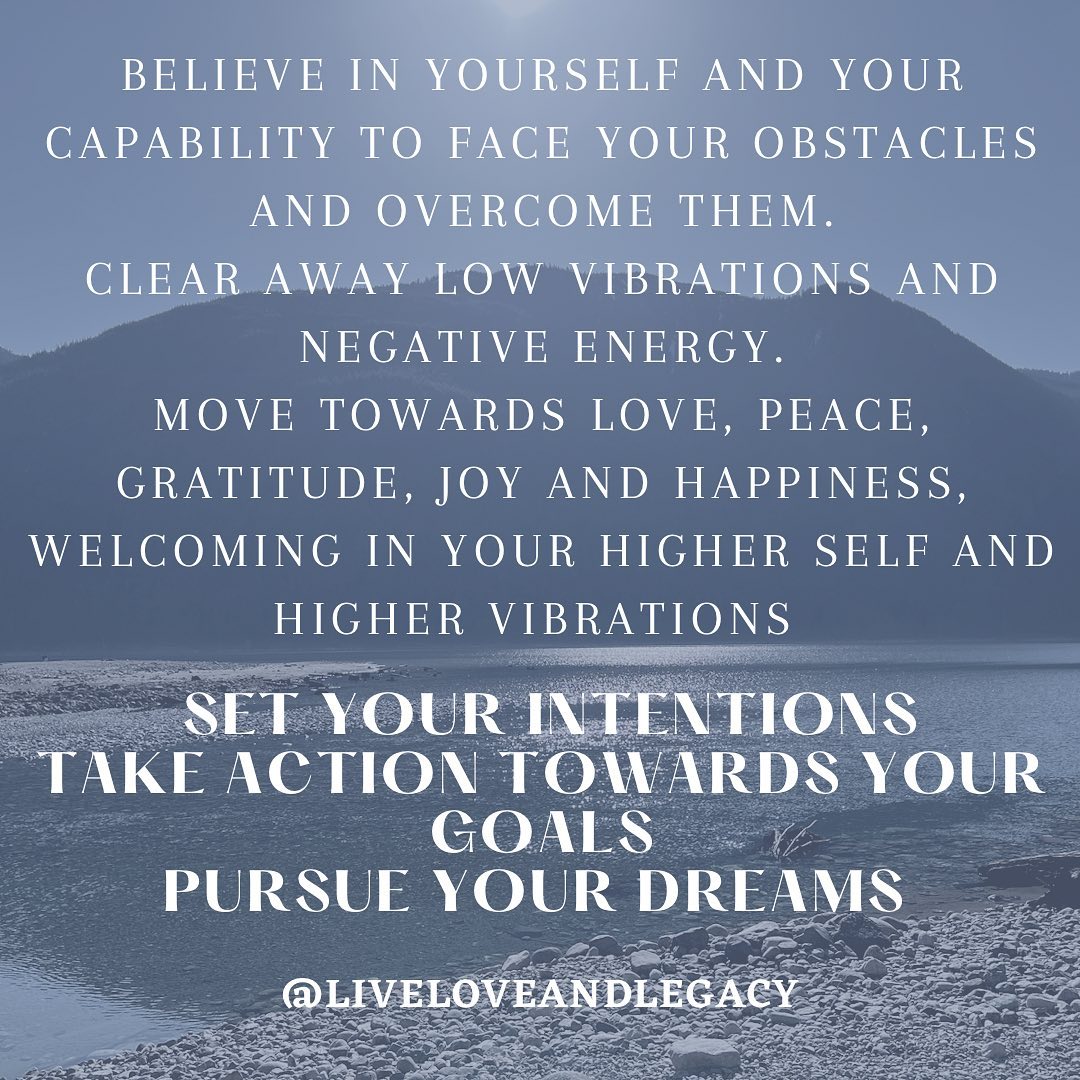 BELIEVE IN YOURSELF AND YOUR
CAPABILITY TO FACE YOUR OBSTACLES
AND OVERCOME THEM.
CLEAR AWAY LOW VIBRATIONS AND
NEGATIVE ENERGY.
MOVE TOWARDS LOVE, PEACE,
GRATITUDE, JOY AND HAPPINESS,
WELCOMING IN YOUR HIGHER SELF AND
HIGHER VIBRATIONS
SET YOUR INTENTIONS
TAKE ACTION TOWARDS YOUR
GOALS
PURSUE YOUR DREAMS
@LIVELOVEANDLEGACY